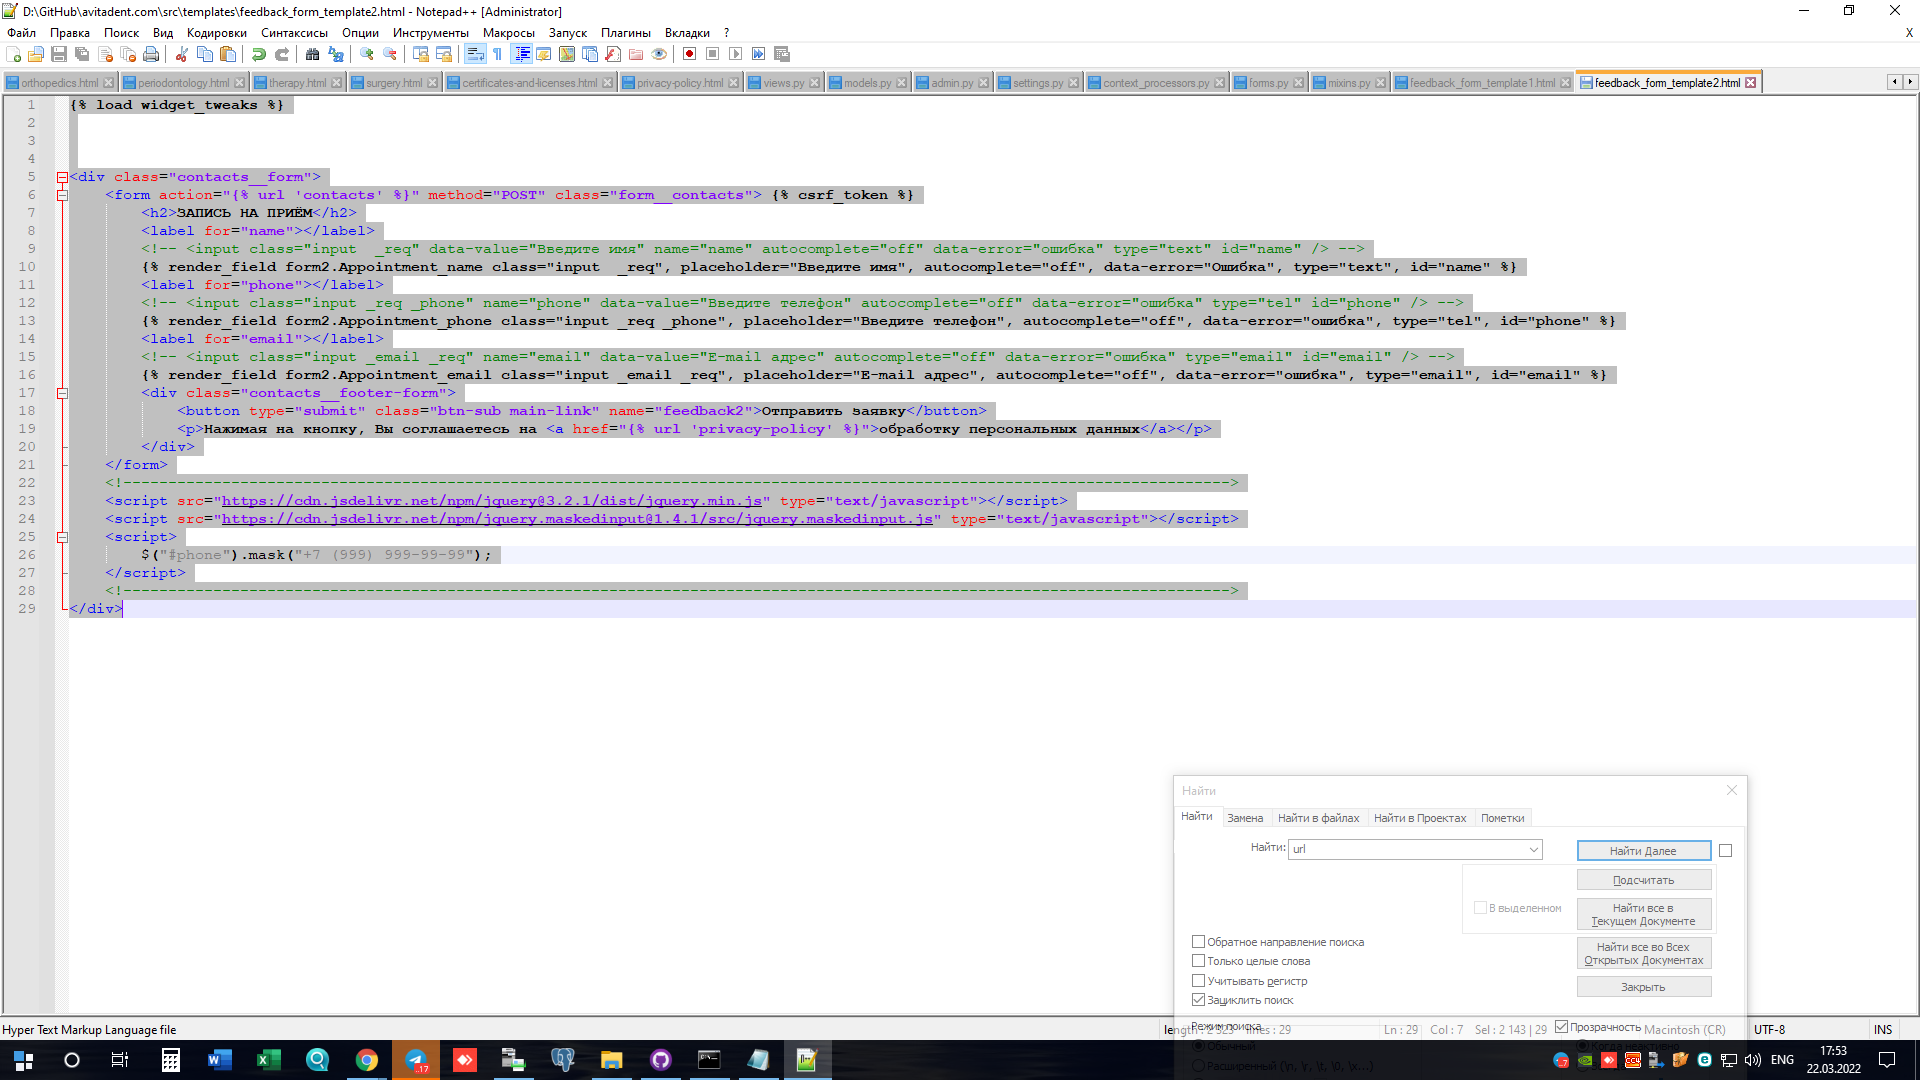 D:\GitHub\avitadent.com\src\templates\feedback_form_template2.html - Notepad++ [Administrator]
Файл Правка Поиск Вид Кодировки Синтаксисы Опции Инструменты Макросы Запуск Плагины Вкладки ? X
orthopedics.html periodontology.html therapy.html surgery.html certificates-and-licenses.html privacy-policy.html views.py models.py admin.py settings.py context_processors.py forms.py mixins.py feedback_form_template1.html feedback_form_template2.html
1 {% load widget_tweaks %}
2
3
4
5 <div class="contacts__form">
6 <form action="{% url 'contacts' %}" method="POST" class="form__contacts"> {% csrf_token %}
7 <h2>ЗАПИСЬ НА ПРИЁМ</h2>
8 <label for="name"></label>
9 <!-- <input class="input  _req" data-value="Введите имя" name="name" autocomplete="off" data-error="ошибка" type="text" id="name" /> -->
10 {% render_field form2.Appointment_name class="input  _req", placeholder="Введите имя", autocomplete="off", data-error="Ошибка", type="text", id="name" %}
11 <label for="phone"></label>
12 <!-- <input class="input _req _phone" name="phone" data-value="Введите телефон" autocomplete="off" data-error="ошибка" type="tel" id="phone" /> -->
13 {% render_field form2.Appointment_phone class="input _req _phone", placeholder="Введите телефон", autocomplete="off", data-error="ошибка", type="tel", id="phone" %}
14 <label for="email"></label>
15 <!-- <input class="input _email _req" name="email" data-value="E-mail адрес" autocomplete="off" data-error="ошибка" type="email" id="email" /> -->
16 {% render_field form2.Appointment_email class="input _email _req", placeholder="E-mail адрес", autocomplete="off", data-error="ошибка", type="email", id="email" %}
17 <div class="contacts__footer-form">
18 <button type="submit" class="btn-sub main-link" name="feedback2">Отправить заявку</button>
19 <p>Нажимая на кнопку, Вы соглашаетесь на <a href="{% url 'privacy-policy' %}">обработку персональных данных</a></p>
20 </div>
21 </form>
22 <!--------------------------------------------------------------------------------------------------------------------------->
23 <script src="https://cdn.jsdelivr.net/npm/jquery@3.2.1/dist/jquery.min.js" type="text/javascript"></script>
24 <script src="https://cdn.jsdelivr.net/npm/jquery.maskedinput@1.4.1/src/jquery.maskedinput.js" type="text/javascript"></script>
25 <script>
26 $("#phone").mask("+7 (999) 999-99-99");
27 </script>
28 <!--------------------------------------------------------------------------------------------------------------------------->
29 </div>
Найти
Найти Замена Найти в файлах Найти в Проектах Пометки
Найти: url Найти Далее
Подсчитать
В выделенном
Найти все в Текущем Документе
Обратное направление поиска
Найти все во Всех Открытых Документах
Только целые слова
Учитывать регистр
Закрыть
Зациклить поиск
Режим поиска Прозрачность
Обычный
Расширенный (\n, \r, \t, \0, \x...)
Hyper Text Markup Language file lines : 29 Ln : 29 Col : 7 Sel : 2 143 | 29 Macintosh (CR) UTF-8 INS
17
ENG
17:53
22.03.2022